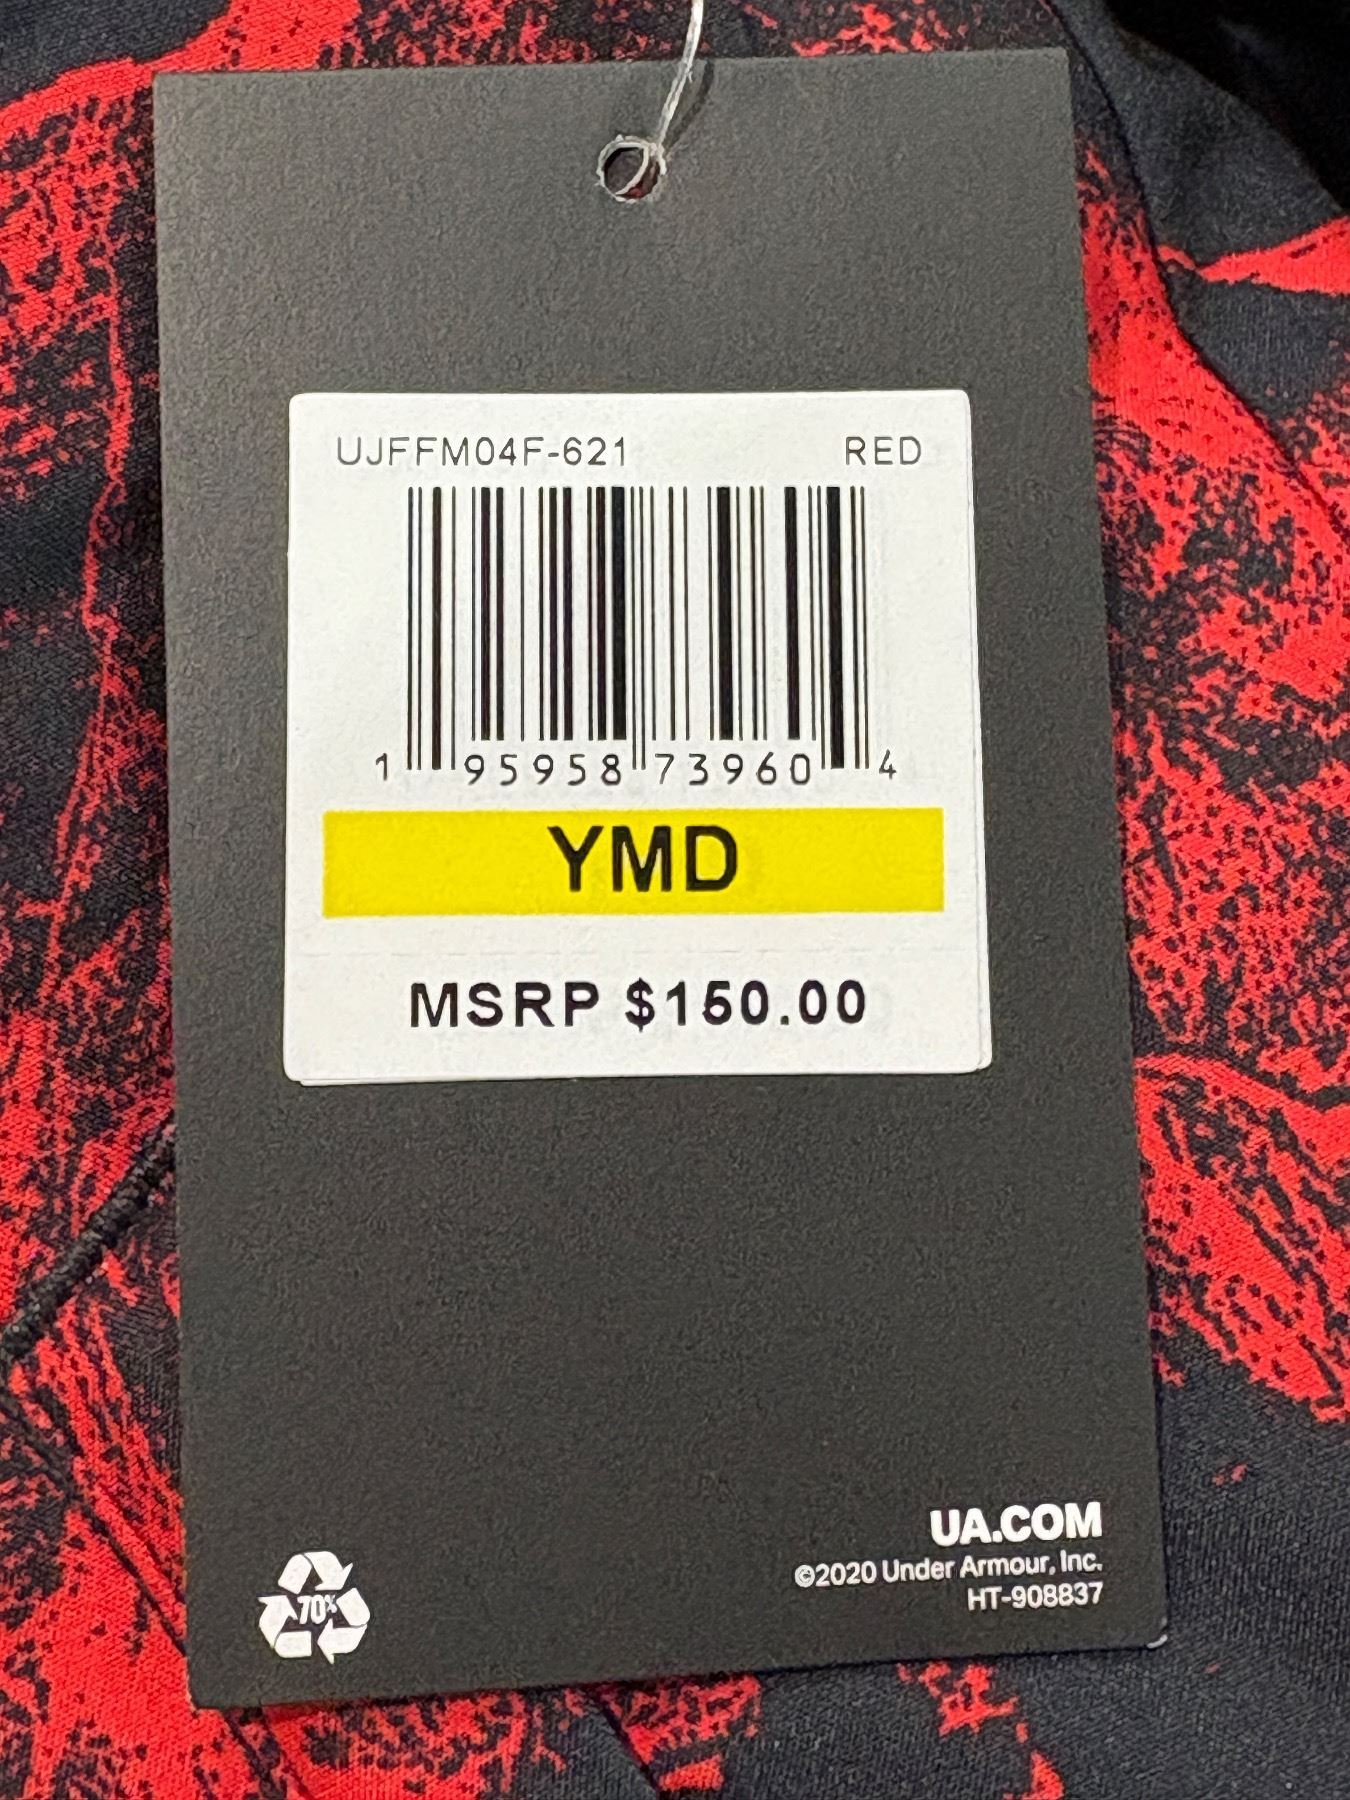 UJFFM04F-621 RED
1 95958 73960 4
YMD
MSRP $150.00
UA.COM
©2020 Under Armour, Inc.
HT-908837
70%